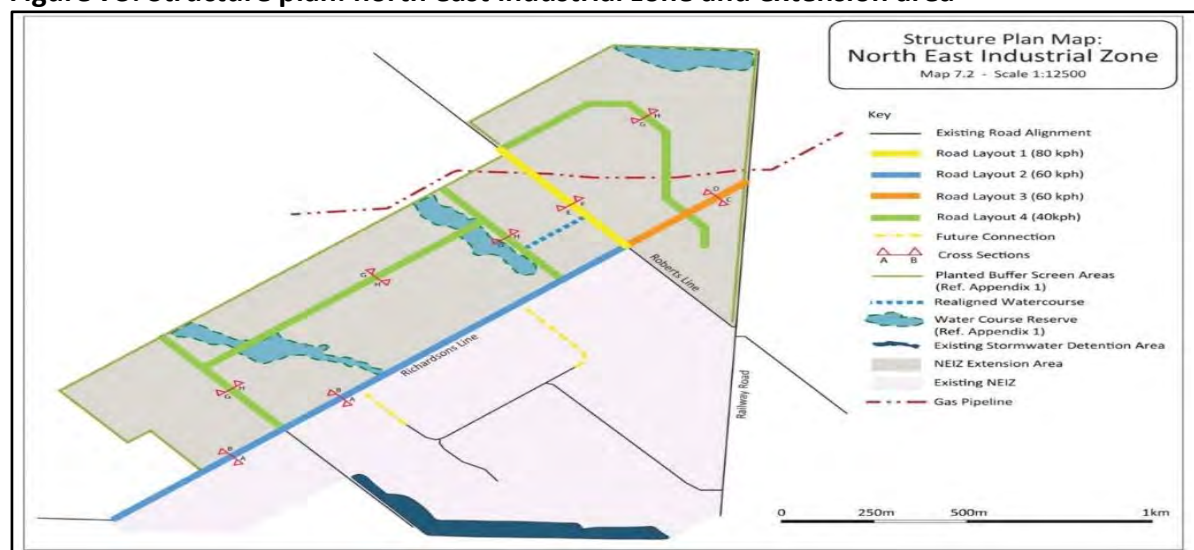 Figure 75: Structure plan: north east industrial zone and extension area
Structure Plan Map:
North East Industrial Zone
Map 7.2 - Scale 1:12500
Key
Existing Road Alignment
Road Layout 1 (80 kph)
Road Layout 2 (60 kph)
Road Layout 3 (60 kph)
Road Layout 4 (40kph)
Future Connection
Cross Sections
A B
Planted Buffer Screen Areas
(Ref. Appendix 1)
Realigned Watercourse
Water Course Reserve
(Ref. Appendix 1)
Existing Stormwater Detention Area
NEIZ Extension Area
Existing NEIZ
Gas Pipeline
Roberts Line
Richardsons Line
Railway Road
G H
D
C
E
H
G
H
G H
B
A
B
A
0 250m 500m 1km